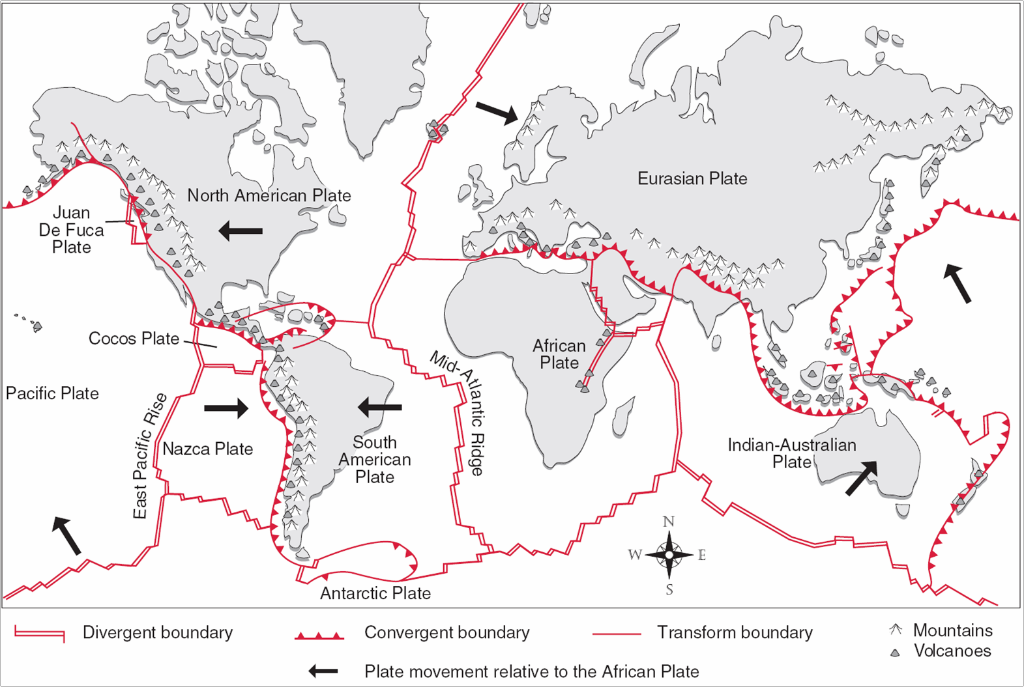 North American Plate
Eurasian Plate
Juan
De Fuca
Plate
Cocos Plate
African
Plate
Mid-Atlantic Ridge
Pacific Plate
East Pacific Rise
Nazca Plate
South
American
Plate
Indian-Australian
Plate
N
W E
S
Antarctic Plate
Divergent boundary
Convergent boundary
Transform boundary
Mountains
Volcanoes
Plate movement relative to the African Plate